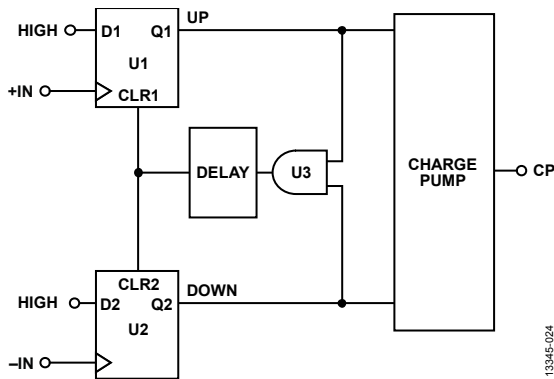 HIGH
D1
Q1
UP
U1
+IN
CLR1
DELAY
U3
CHARGE
PUMP
CP
CLR2
HIGH
D2
Q2
DOWN
U2
–IN
13345-024